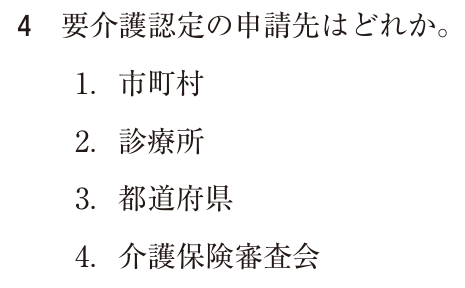 4 要介護認定の申請先はどれか。
1. 市町村
2. 診療所
3. 都道府県
4. 介護保険審査会